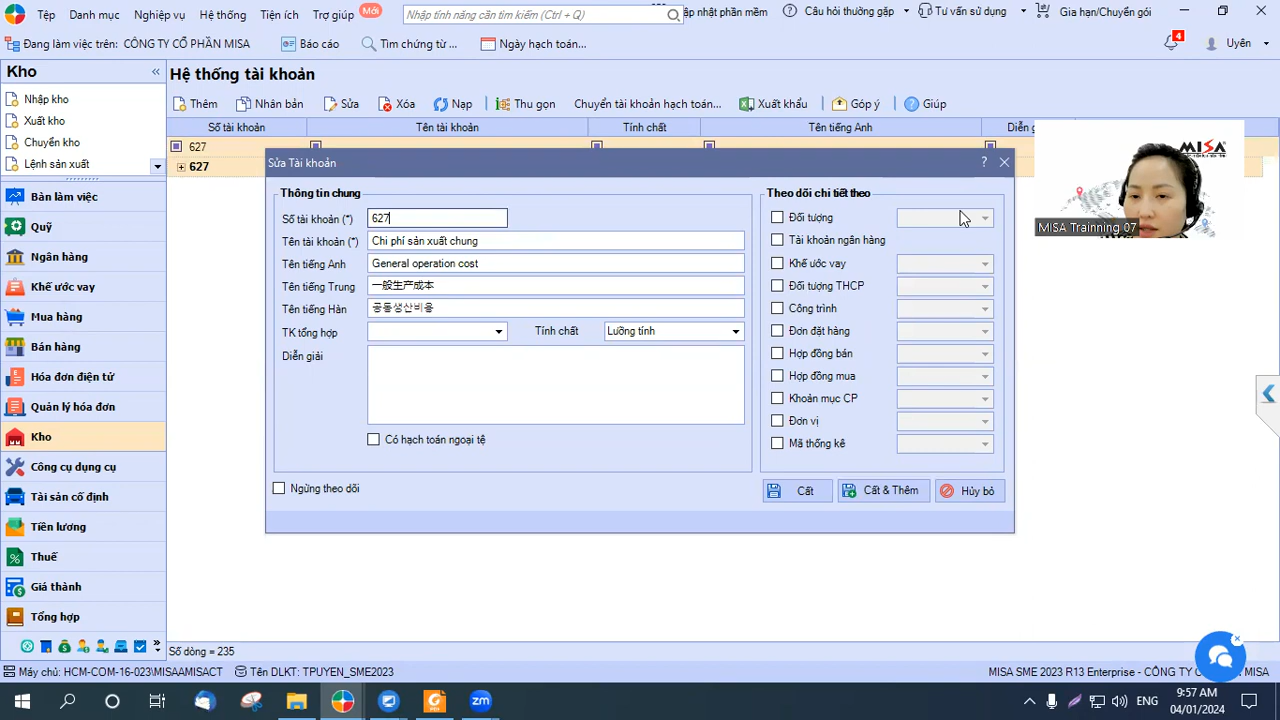 Tệp
Danh mục
Nghiệp vụ
Hệ thống
Tiện ích
Trợ giúp
Mới
Nhập tính năng cần tìm kiếm (Ctrl + Q)
nhật phần mềm
Câu hỏi thường gặp
Tư vấn sử dụng
Gia hạn/Chuyển gói
Đang làm việc trên: CÔNG TY CỔ PHẦN MISA
Báo cáo
Tìm chứng từ ...
Ngày hạch toán...
4
Uyên
Kho
«
Hệ thống tài khoản
Nhập kho
Xuất kho
Chuyển kho
Lệnh sản xuất
Thêm
Nhân bản
Sửa
Xóa
Nạp
Thu gọn
Chuyển tài khoản hạch toán...
Xuất khẩu
Góp ý
Giúp
Số tài khoản
Tên tài khoản
Tính chất
Tên tiếng Anh
Diễn g
627
627
MISA
MISA Trainning 07
Bàn làm việc
Quỹ
Ngân hàng
Khế ước vay
Mua hàng
Bán hàng
Hóa đơn điện tử
Quản lý hóa đơn
Kho
Công cụ dụng cụ
Tài sản cố định
Tiền lương
Thuế
Giá thành
Tổng hợp
Sửa Tài khoản
Thông tin chung
Số tài khoản (*) 627
Tên tài khoản (*) Chi phí sản xuất chung
Tên tiếng Anh General operation cost
Tên tiếng Trung 一般生产成本
Tên tiếng Hàn 공동생산비용
TK tổng hợp
Tính chất Lưỡng tính
Diễn giải
Có hạch toán ngoại tệ
Ngừng theo dõi
Theo dõi chi tiết theo
Đối tượng
Tài khoản ngân hàng
Khế ước vay
Đối tượng THCP
Công trình
Đơn đặt hàng
Hợp đồng bán
Hợp đồng mua
Khoản mục CP
Đơn vị
Mã thống kê
Cất
Cất & Thêm
Hủy bỏ
Số dòng = 235
Máy chủ: HCM-COM-16-023\MISAAMISACT
Tên DLKT: TPUYEN_SME2023
MISA SME 2023 R13 Enterprise - CÔNG TY C
zm
ENG
9:57 AM
04/01/2024